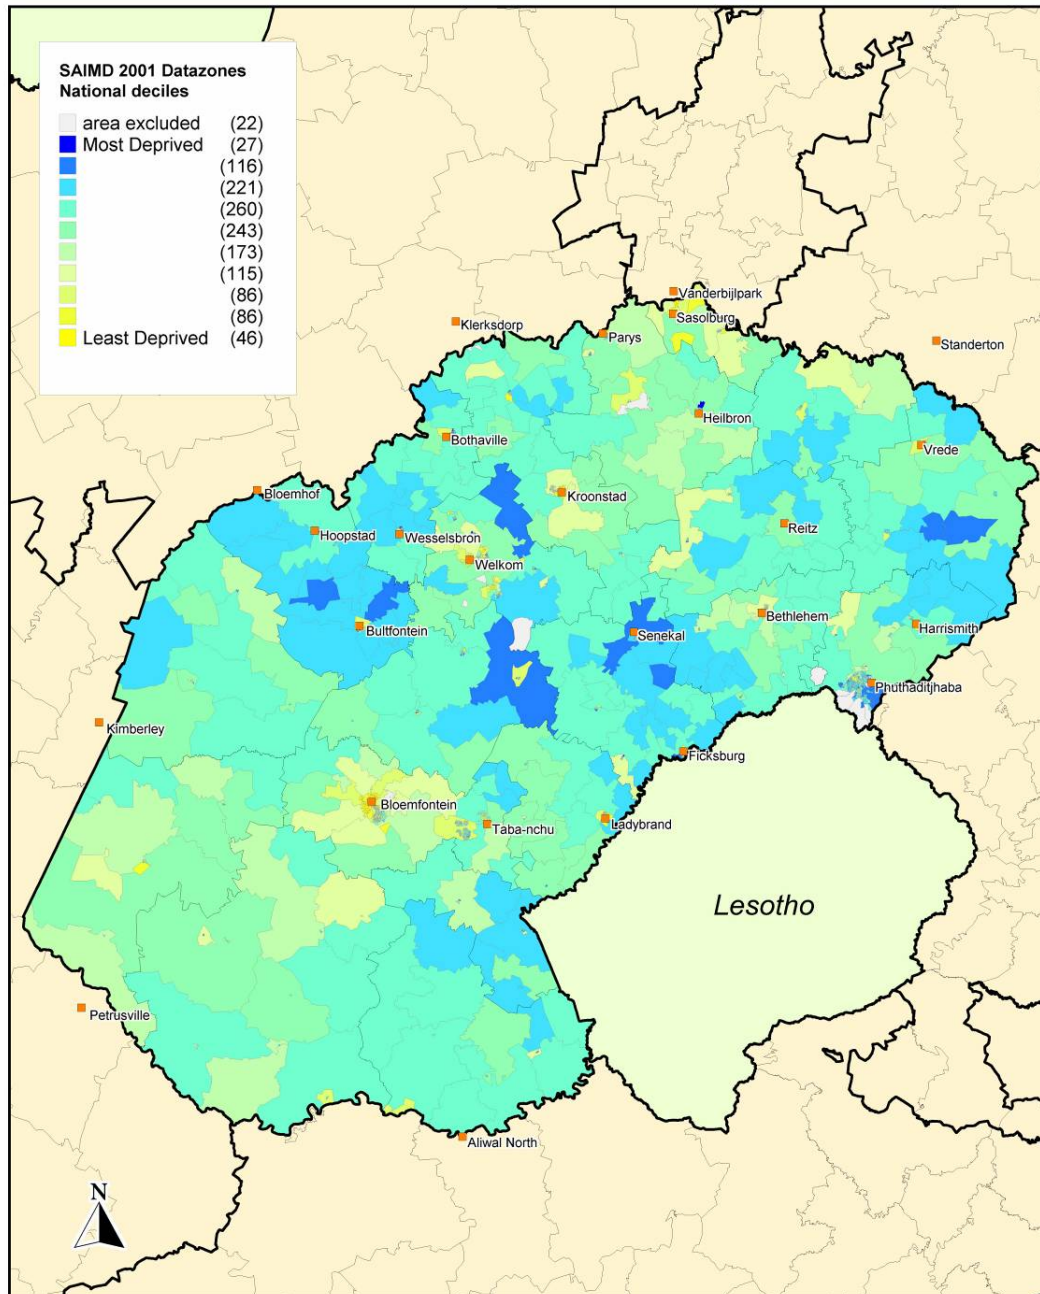 SAIMD 2001 Datazones
National deciles
area excluded (22)
Most Deprived (27)
(116)
(221)
(260)
(243)
(173)
(115)
(86)
(86)
Least Deprived (46)
Vanderbijlpark
Sasolburg
Klerksdorp
Parys
Standerton
Heilbron
Bothaville
Vrede
Bloemhof
Kroonstad
Hoopstad
Wesselsbron
Reitz
Welkom
Bultfontein
Senekal
Bethlehem
Harrismith
Phuthaditjhaba
Kimberley
Ficksburg
Bloemfontein
Taba-nchu
Ladybrand
Lesotho
Petrusville
Aliwal North
N